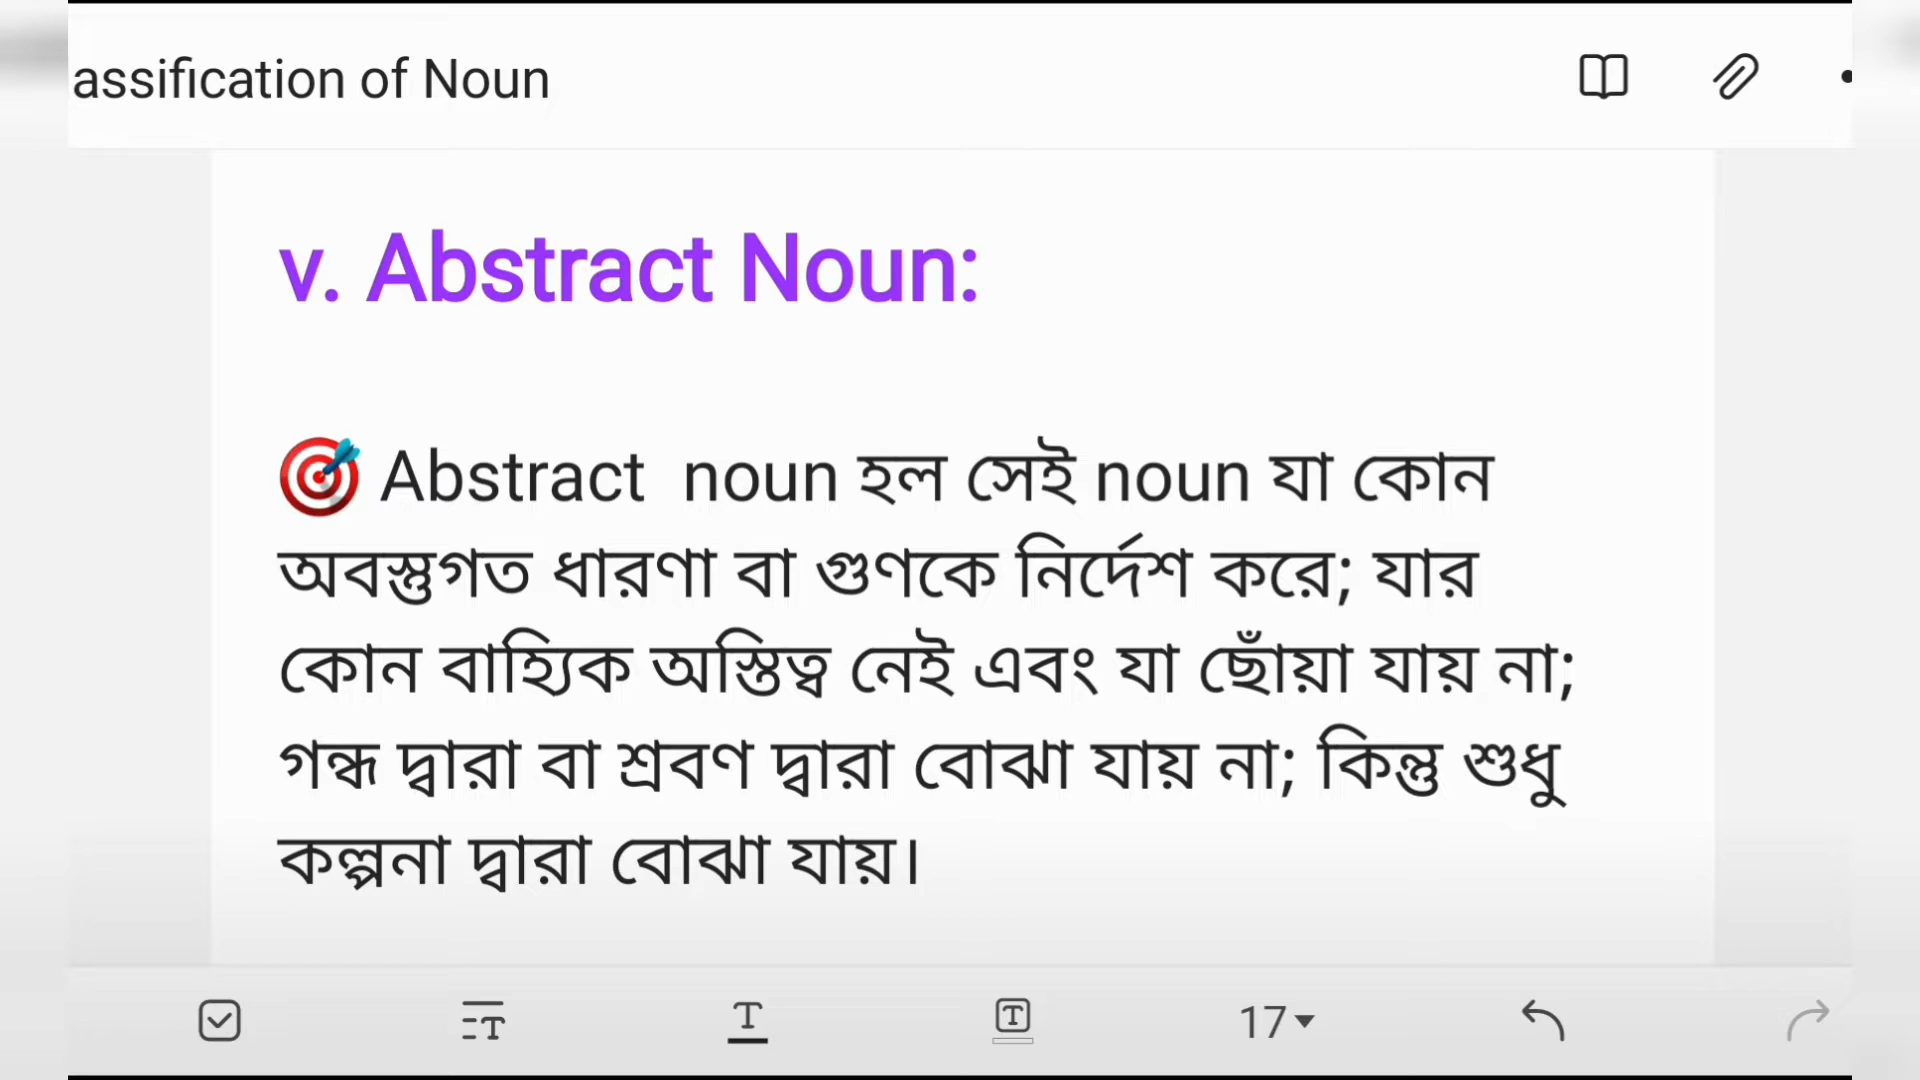 assification of Noun
v. Abstract Noun:
🎯 Abstract noun হল সেই noun যা কোন
অবস্তুগত ধারণা বা গুণকে নির্দেশ করে; যার
কোন বাহ্যিক অস্তিত্ব নেই এবং যা ছোঁয়া যায় না;
গন্ধ দ্বারা বা শ্রবণ দ্বারা বোঝা যায় না; কিন্তু শুধু
কল্পনা দ্বারা বোঝা যায়।
17